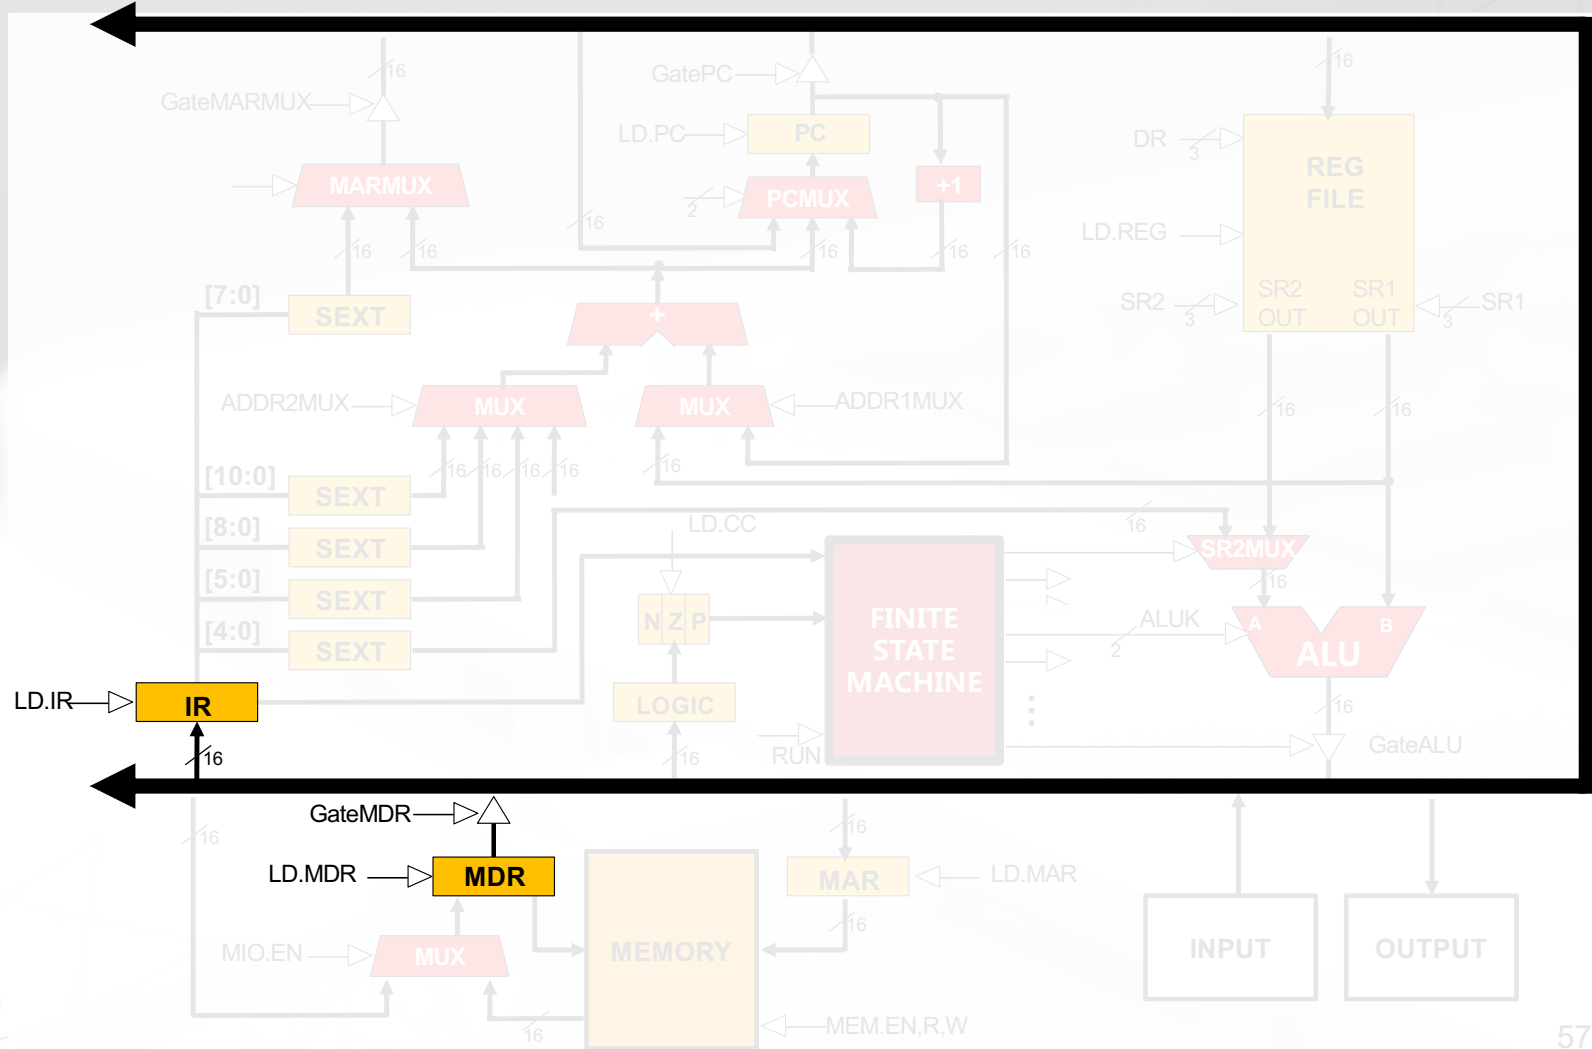 16
GatePC
GateMARMUX
LD.PC
PC
DR
3
REG
FILE
MARMUX
2
PCMUX
+1
16
16
16
16
16
16
LD.REG
[7:0]
SEXT
+
SR2
3
SR2
OUT
SR1
OUT
3
SR1
16
ADDR2MUX
MUX
MUX
ADDR1MUX
16
16
[10:0]
SEXT
16
16
16
16
16
[8:0]
SEXT
LD.CC
16
SR2MUX
16
[5:0]
SEXT
N Z P
FINITE
STATE
MACHINE
ALUK
2
A
B
ALU
[4:0]
SEXT
LD.IR
IR
LOGIC
16
16
16
RUN
⋮
GateALU
GateMDR
16
16
LD.MDR
MDR
MAR
LD.MAR
16
MIO.EN
MUX
MEMORY
INPUT
OUTPUT
16
MEM.EN,R,W
57